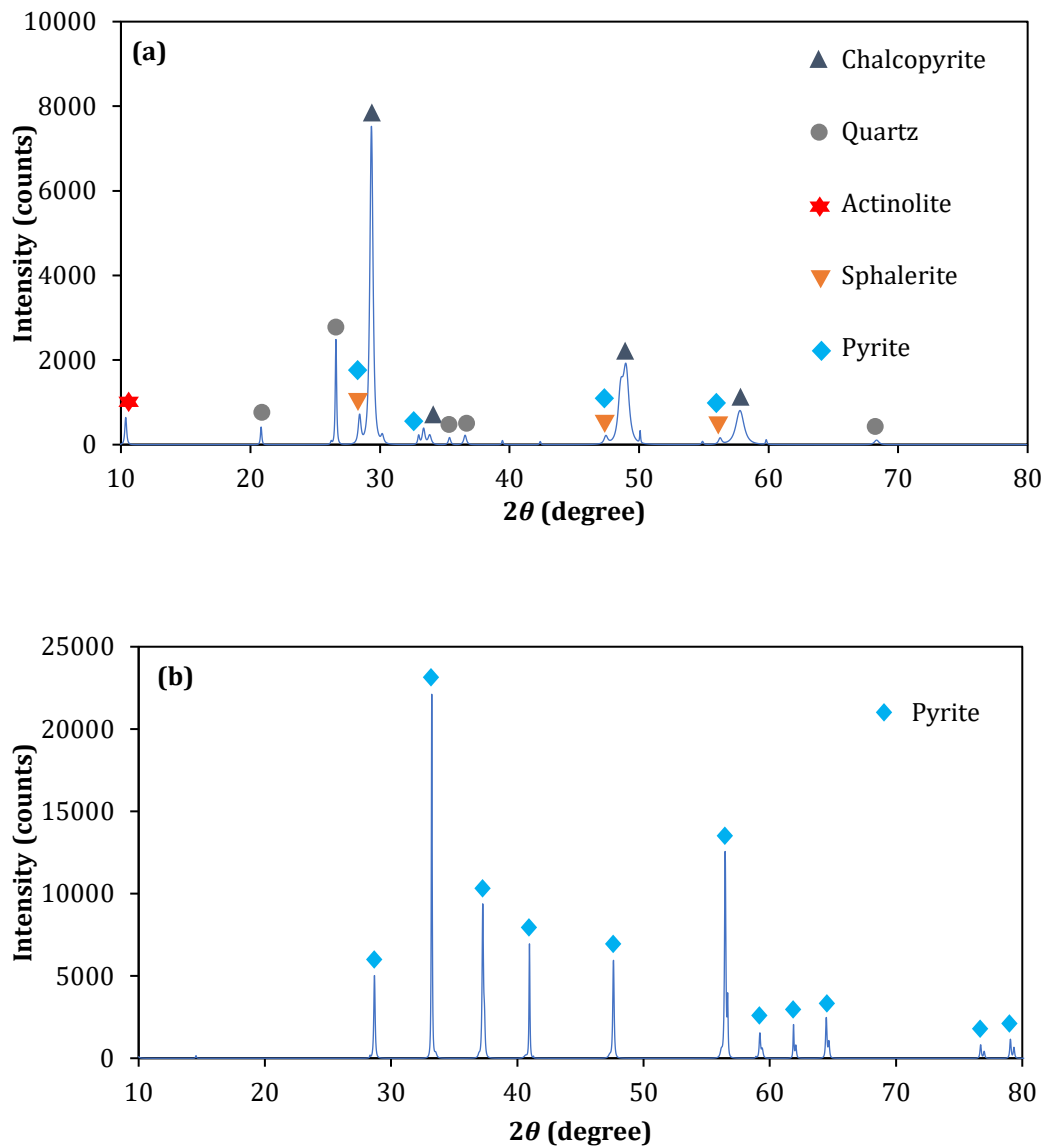 10000
(a)
Chalcopyrite
8000
Quartz
6000
Actinolite
4000
Sphalerite
2000
Pyrite
0
Intensity (counts)
10 20 30 40 50 60 70 80
2θ (degree)
25000
(b)
Pyrite
20000
15000
10000
5000
0
Intensity (counts)
10 20 30 40 50 60 70 80
2θ (degree)